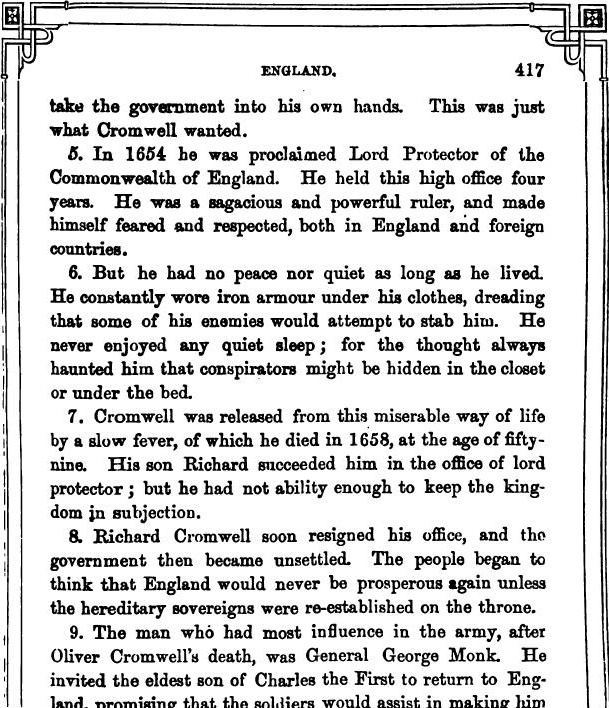 ENGLAND. 417
take the government into his own hands. This was just
what Cromwell wanted.
5. In 1654 he was proclaimed Lord Protector of the
Commonwealth of England. He held this high office four
years. He was a sagacious and powerful ruler, and made
himself feared and respected, both in England and foreign
countries.
6. But he had no peace nor quiet as long as he lived.
He constantly wore iron armour under his clothes, dreading
that some of his enemies would attempt to stab him. He
never enjoyed any quiet sleep; for the thought always
haunted him that conspirators might be hidden in the closet
or under the bed.
7. Cromwell was released from this miserable way of life
by a slow fever, of which he died in 1658, at the age of fifty-
nine. His son Richard succeeded him in the office of lord
protector; but he had not ability enough to keep the king-
dom in subjection.
8. Richard Cromwell soon resigned his office, and the
government then became unsettled. The people began to
think that England would never be prosperous again unless
the hereditary sovereigns were re-established on the throne.
9. The man who had most influence in the army, after
Oliver Cromwell's death, was General George Monk. He
invited the eldest son of Charles the First to return to Eng-
land, promising that the soldiers would assist in making him